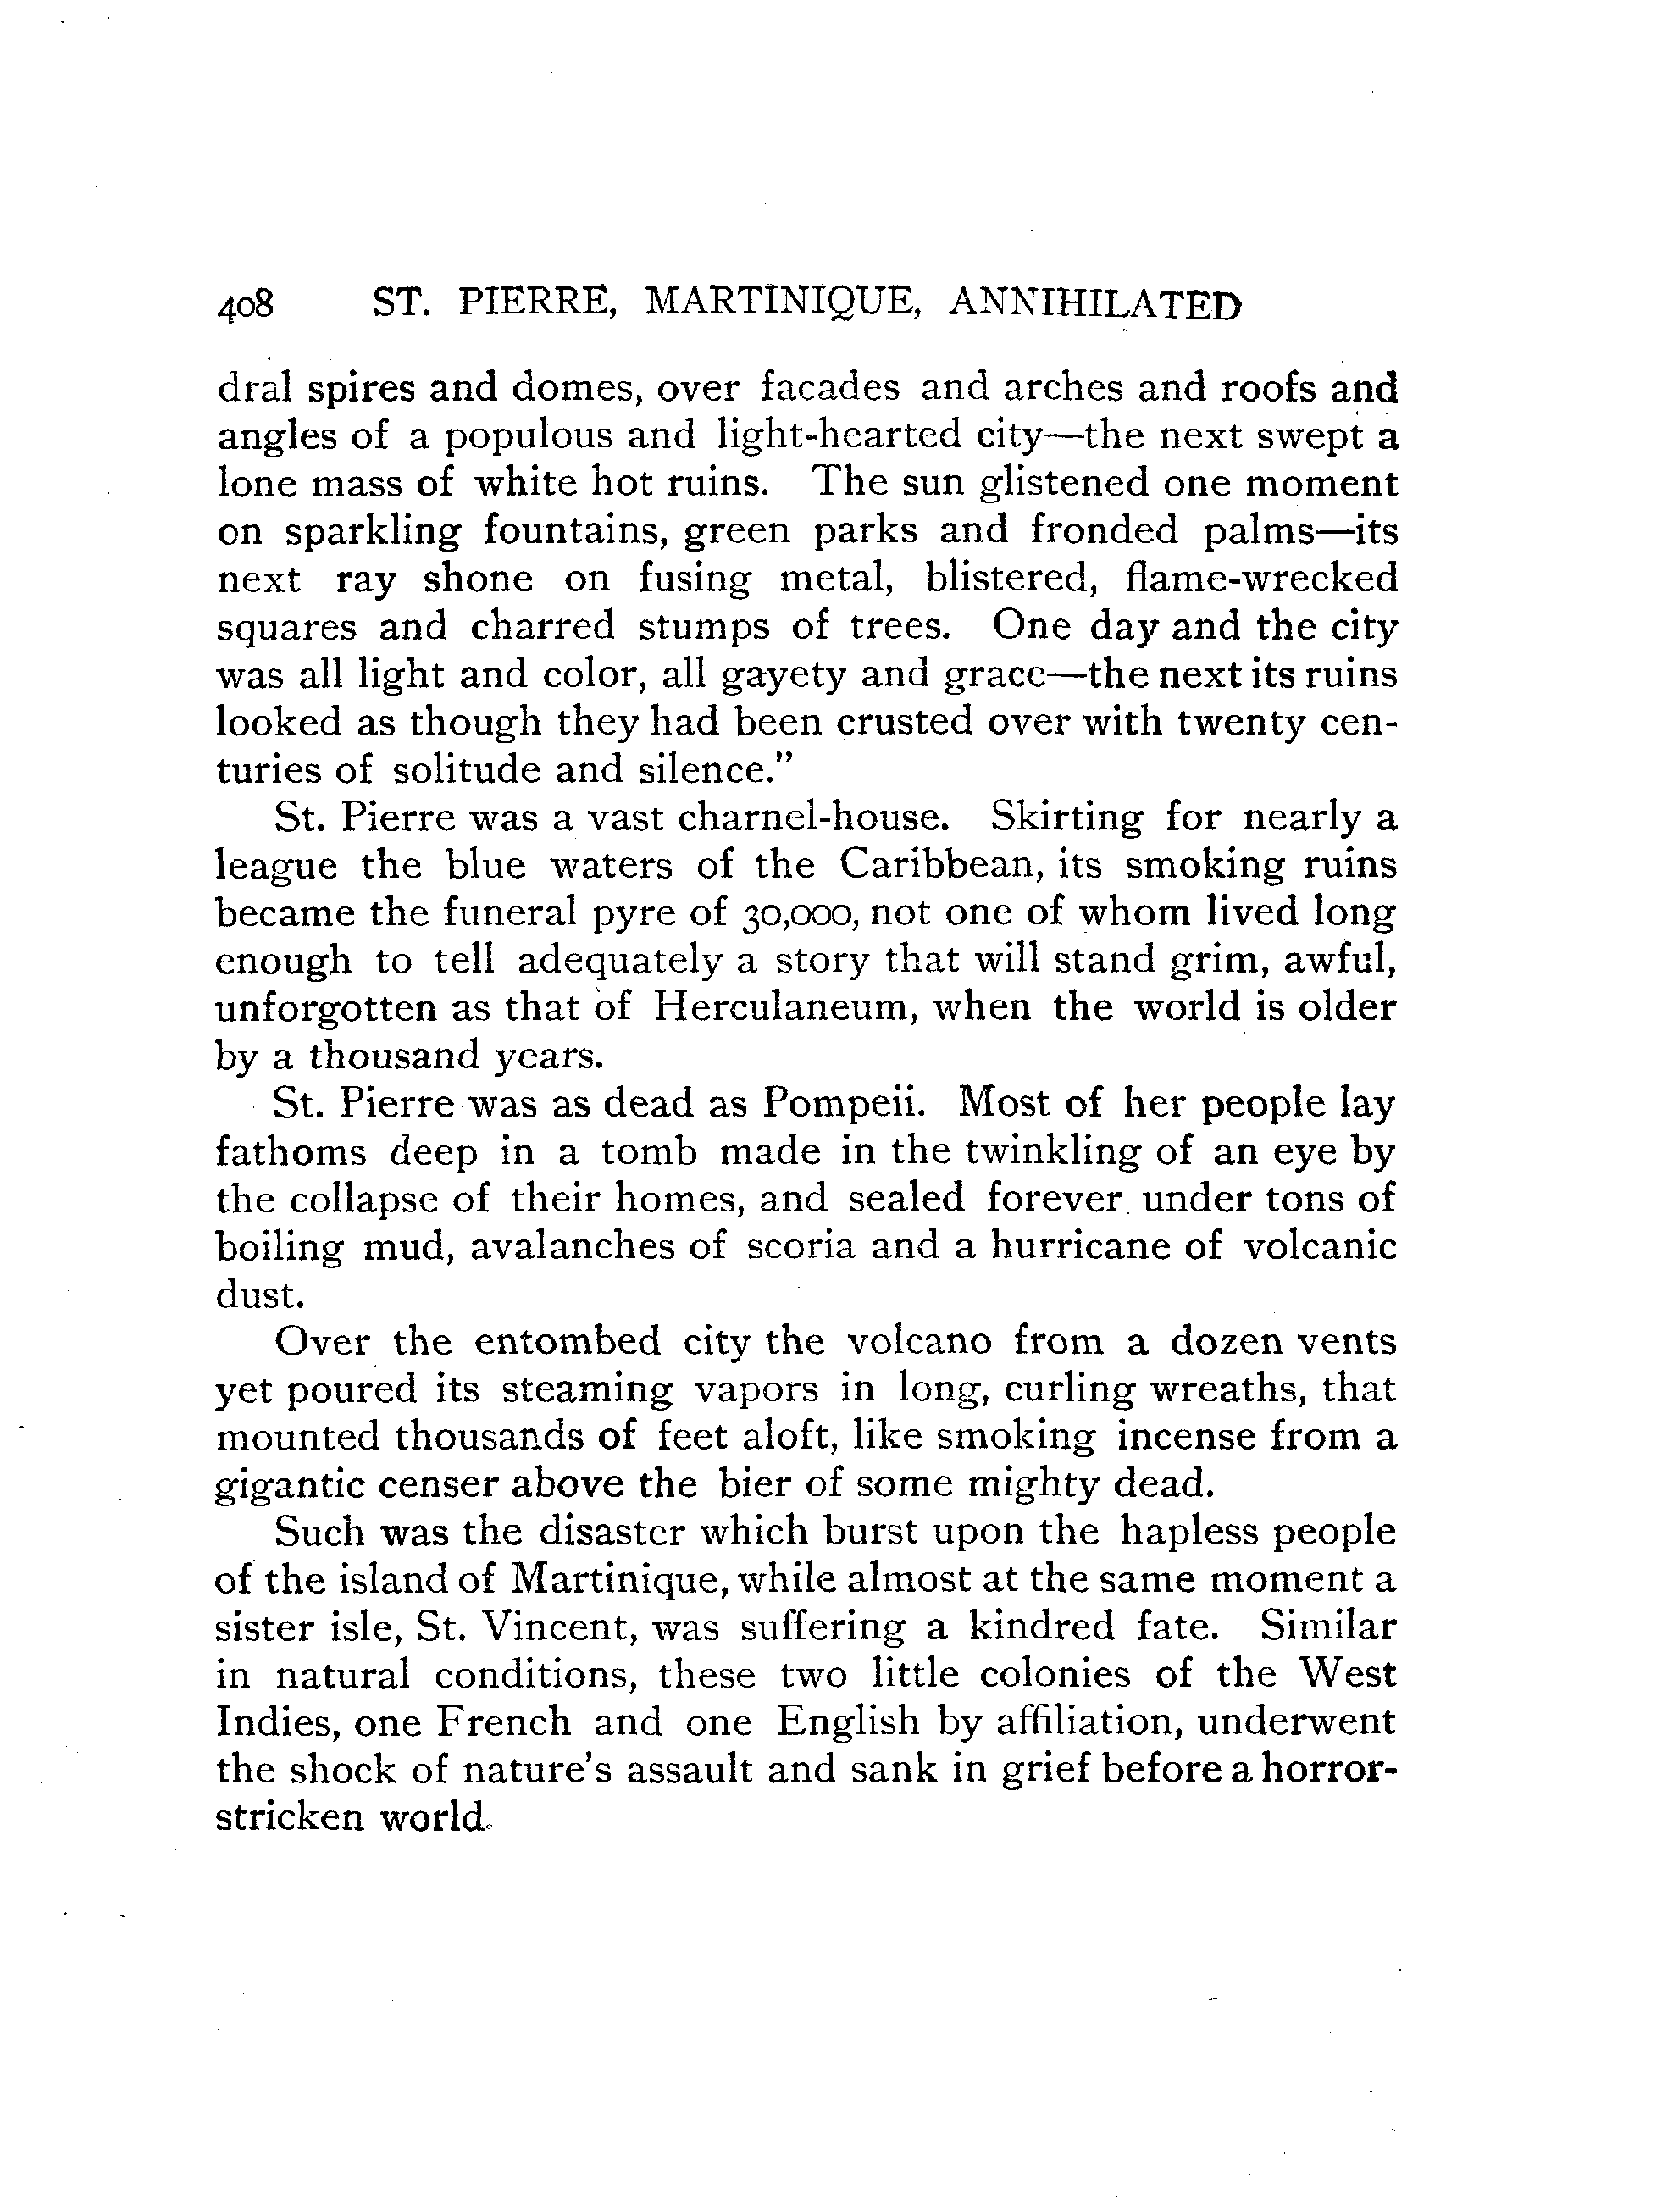 408 ST. PIERRE, MARTINIQUE, ANNIHILATED
dral spires and domes, over facades and arches and roofs and
angles of a populous and light-hearted city—the next swept a
lone mass of white hot ruins. The sun glistened one moment
on sparkling fountains, green parks and fronded palms—its
next ray shone on fusing metal, blistered, flame-wrecked
squares and charred stumps of trees. One day and the city
was all light and color, all gayety and grace—the next its ruins
looked as though they had been crusted over with twenty cen-
turies of solitude and silence."
St. Pierre was a vast charnel-house. Skirting for nearly a
league the blue waters of the Caribbean, its smoking ruins
became the funeral pyre of 30,000, not one of whom lived long
enough to tell adequately a story that will stand grim, awful,
unforgotten as that of Herculaneum, when the world is older
by a thousand years.
St. Pierre was as dead as Pompeii. Most of her people lay
fathoms deep in a tomb made in the twinkling of an eye by
the collapse of their homes, and sealed forever under tons of
boiling mud, avalanches of scoria and a hurricane of volcanic
dust.
Over the entombed city the volcano from a dozen vents
yet poured its steaming vapors in long, curling wreaths, that
mounted thousands of feet aloft, like smoking incense from a
gigantic censer above the bier of some mighty dead.
Such was the disaster which burst upon the hapless people
of the island of Martinique, while almost at the same moment a
sister isle, St. Vincent, was suffering a kindred fate. Similar
in natural conditions, these two little colonies of the West
Indies, one French and one English by affiliation, underwent
the shock of nature's assault and sank in grief before a horror-
stricken world.